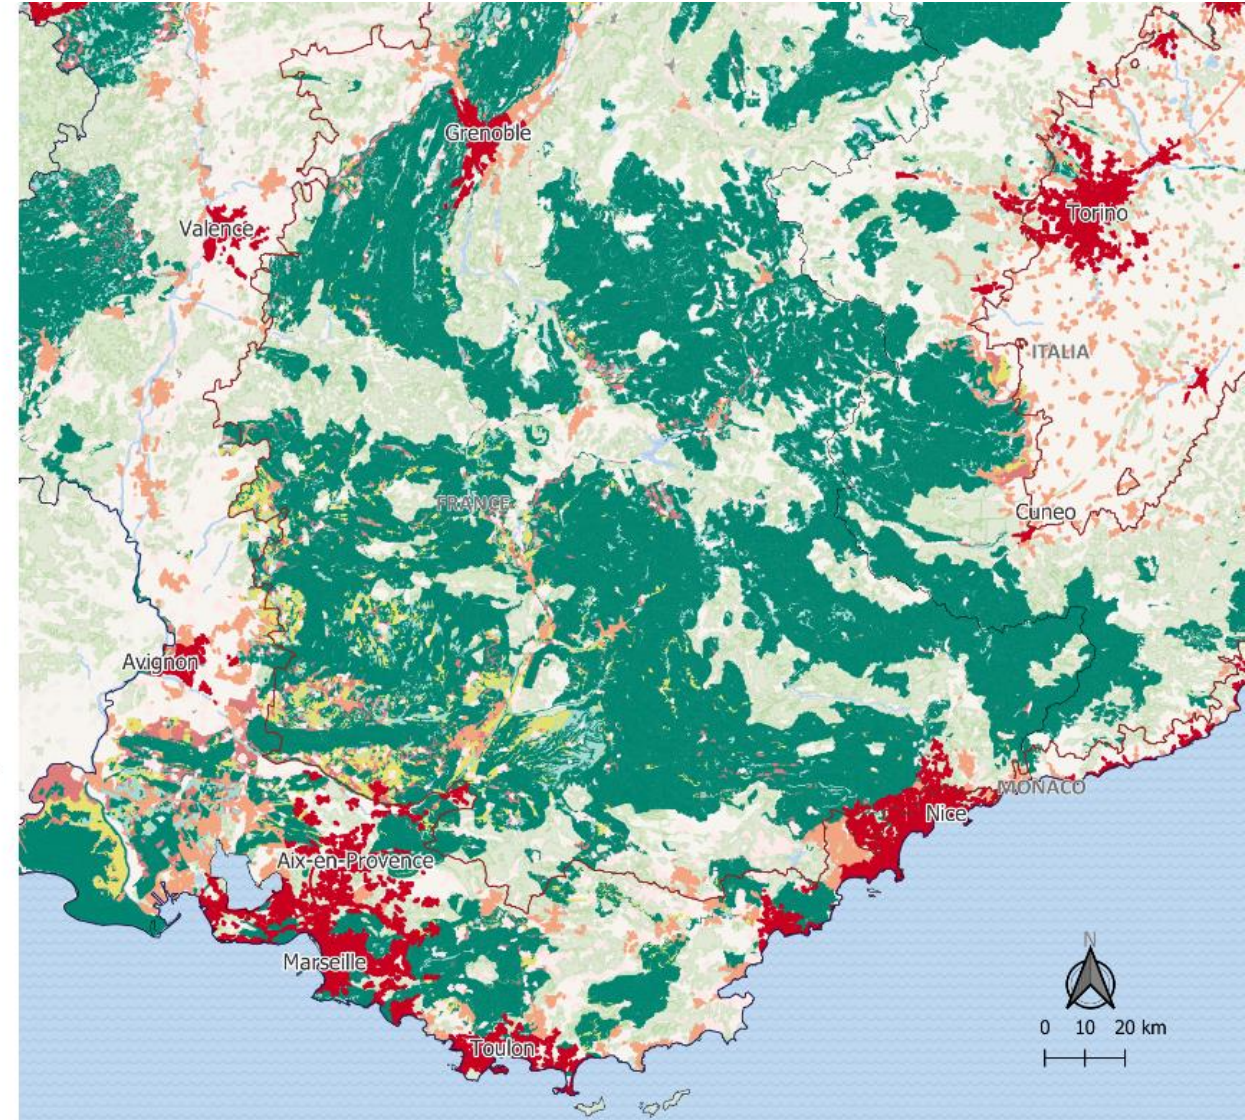 Grenoble
Valence
Torino
ITALIA
FRANCE
Cuneo
Avignon
MONACO
Nice
Aix-en-Provence
Marseille
N
0 10 20 km
Toulon